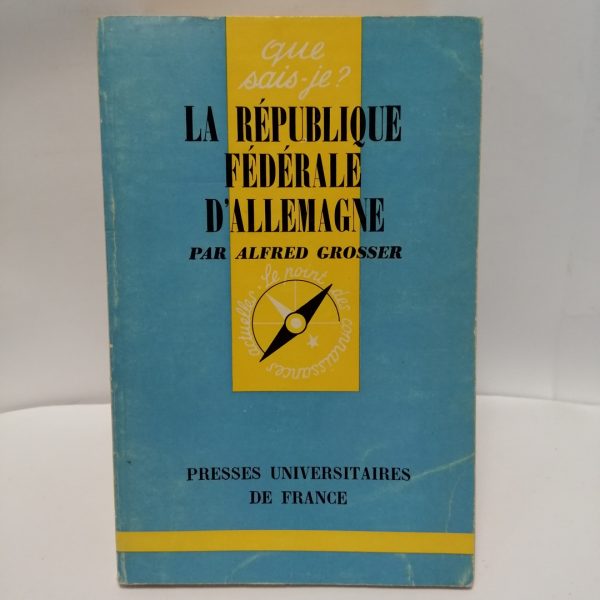 que
sais-je?
LA RÉPUBLIQUE
FÉDÉRALE
D'ALLEMAGNE
PAR ALFRED GROSSER
Le point des connaissances actuelles.
PRESSES UNIVERSITAIRES
DE FRANCE